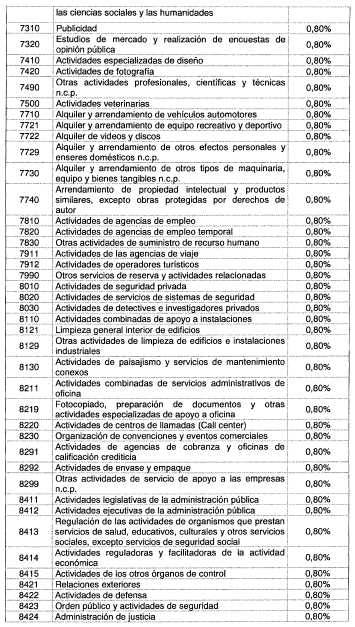 las ciencias sociales y las humanidades
7310 Publicidad 0,80%
7320 Estudios de mercado y realización de encuestas de
opinión pública 0,80%
7410 Actividades especializadas de diseño 0,80%
7420 Actividades de fotografía 0,80%
7490 Otras actividades profesionales, científicas y técnicas
n.c.p. 0,80%
7500 Actividades veterinarias 0,80%
7710 Alquiler y arrendamiento de vehículos automotores 0,80%
7721 Alquiler y arrendamiento de equipo recreativo y deportivo 0,80%
7722 Alquiler de videos y discos 0,80%
7729 Alquiler y arrendamiento de otros efectos personales y
enseres domésticos n.c.p. 0,80%
7730 Alquiler y arrendamiento de otros tipos de maquinaria,
equipo y bienes tangibles n.c.p. 0,80%
7740 Arrendamiento de propiedad intelectual y productos
similares, excepto obras protegidas por derechos de
autor 0,80%
7810 Actividades de agencias de empleo 0,80%
7820 Actividades de agencias de empleo temporal 0,80%
7830 Otras actividades de suministro de recurso humano 0,80%
7911 Actividades de las agencias de viaje 0,80%
7912 Actividades de operadores turísticos 0,80%
7990 Otros servicios de reserva y actividades relacionadas 0,80%
8010 Actividades de seguridad privada 0,80%
8020 Actividades de servicios de sistemas de seguridad 0,80%
8030 Actividades de detectives e investigadores privados 0,80%
8110 Actividades combinadas de apoyo a instalaciones 0,80%
8121 Limpieza general interior de edificios 0,80%
8129 Otras actividades de limpieza de edificios e instalaciones
industriales 0,80%
8130 Actividades de paisajismo y servicios de mantenimiento
conexos 0,80%
8211 Actividades combinadas de servicios administrativos de
oficina 0,80%
8219 Fotocopiado, preparación de documentos y otras
actividades especializadas de apoyo a oficina 0,80%
8220 Actividades de centros de llamadas (Call center) 0,80%
8230 Organización de convenciones y eventos comerciales 0,80%
8291 Actividades de agencias de cobranza y oficinas de
calificación crediticia 0,80%
8292 Actividades de envase y empaque 0,80%
8299 Otras actividades de servicio de apoyo a las empresas
n.c.p. 0,80%
8411 Actividades legislativas de la administración pública 0,80%
8412 Actividades ejecutivas de la administración pública 0,80%
8413 Regulación de las actividades de organismos que prestan
servicios de salud, educativos, culturales y otros servicios
sociales, excepto servicios de seguridad social 0,80%
8414 Actividades reguladoras y facilitadoras de la actividad
económica 0,80%
8415 Actividades de los otros órganos de control 0,80%
8421 Relaciones exteriores 0,80%
8422 Actividades de defensa 0,80%
8423 Orden público y actividades de seguridad 0,80%
8424 Administración de justicia 0,80%